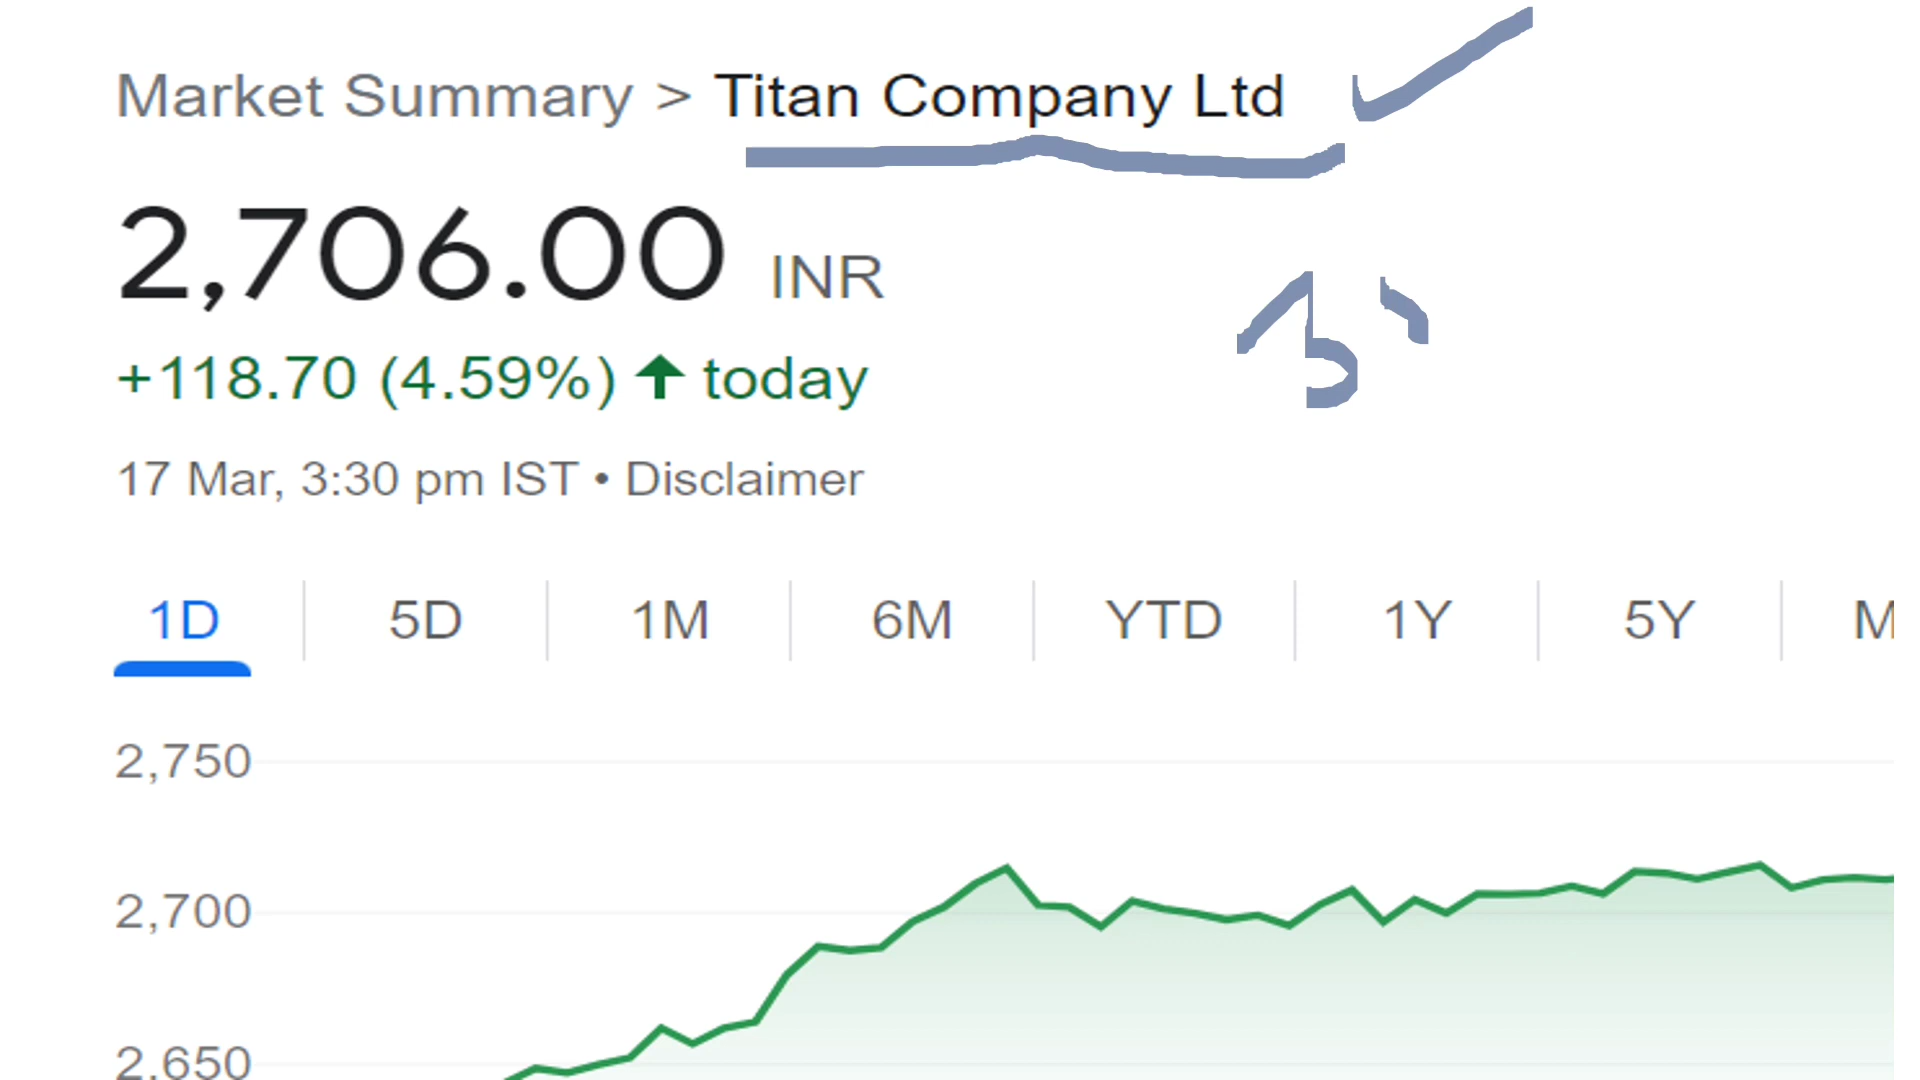 Market Summary > Titan Company Ltd
2,706.00 INR
+118.70 (4.59%) ↑ today
17 Mar, 3:30 pm IST • Disclaimer
1D 5D 1M 6M YTD 1Y 5Y M
2,750
2,700
2,650